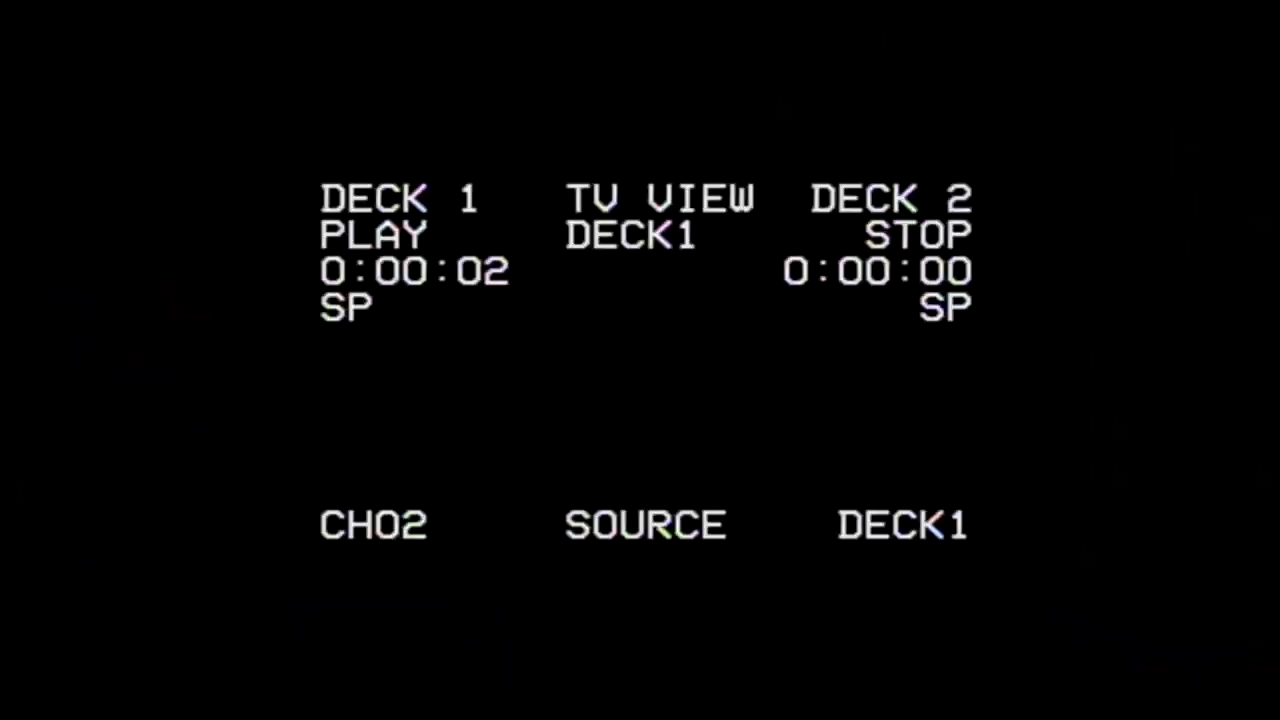 DECK 1 TV VIEW DECK 2
PLAY DECK1 STOP
0:00:02 0:00:00
SP SP
CH02 SOURCE DECK1